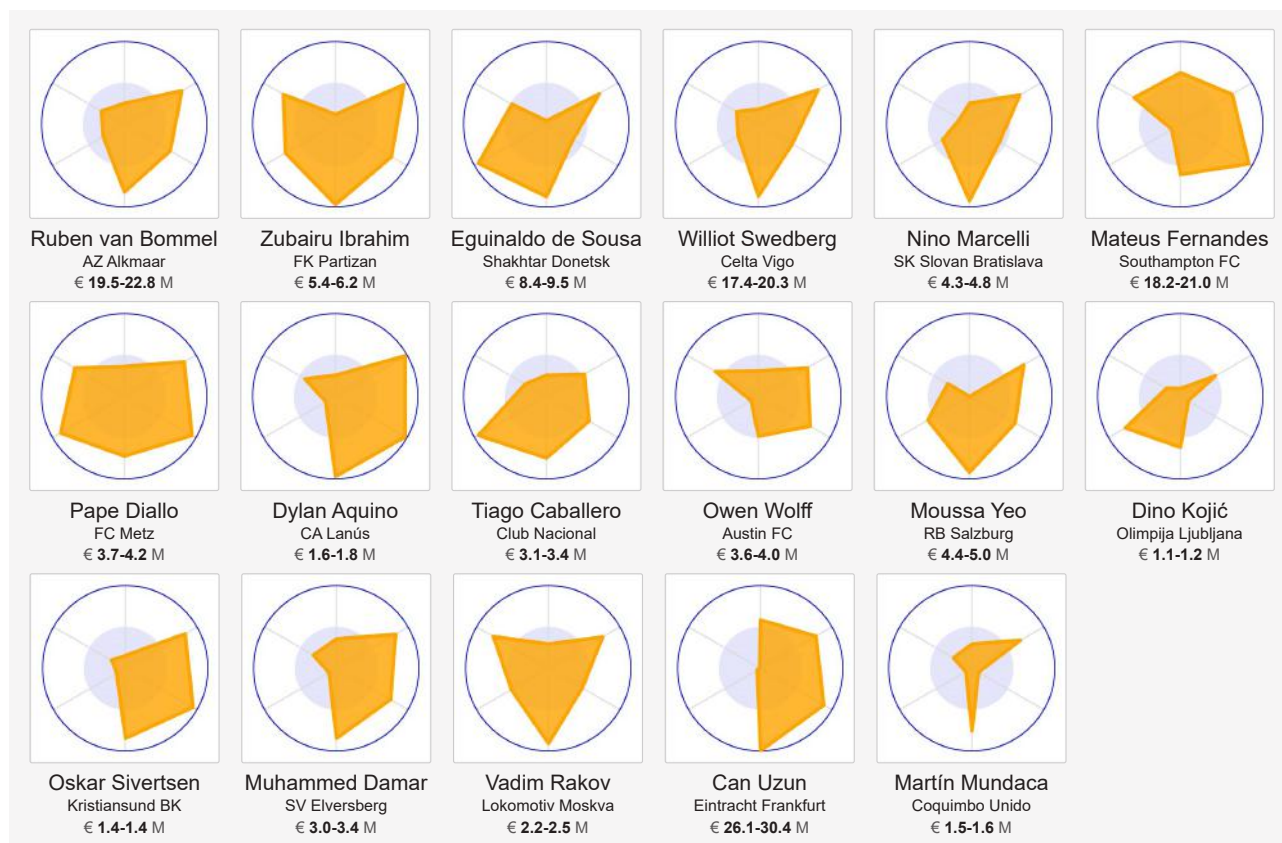 Ruben van Bommel
AZ Alkmaar
€ 19.5-22.8 M
Zubairu Ibrahim
FK Partizan
€ 5.4-6.2 M
Eguinaldo de Sousa
Shakhtar Donetsk
€ 8.4-9.5 M
Williot Swedberg
Celta Vigo
€ 17.4-20.3 M
Nino Marcelli
SK Slovan Bratislava
€ 4.3-4.8 M
Mateus Fernandes
Southampton FC
€ 18.2-21.0 M
Pape Diallo
FC Metz
€ 3.7-4.2 M
Dylan Aquino
CA Lanús
€ 1.6-1.8 M
Tiago Caballero
Club Nacional
€ 3.1-3.4 M
Owen Wolff
Austin FC
€ 3.6-4.0 M
Moussa Yeo
RB Salzburg
€ 4.4-5.0 M
Dino Kojić
Olimpija Ljubljana
€ 1.1-1.2 M
Oskar Sivertsen
Kristiansund BK
€ 1.4-1.4 M
Muhammed Damar
SV Elversberg
€ 3.0-3.4 M
Vadim Rakov
Lokomotiv Moskva
€ 2.2-2.5 M
Can Uzun
Eintracht Frankfurt
€ 26.1-30.4 M
Martín Mundaca
Coquimbo Unido
€ 1.5-1.6 M